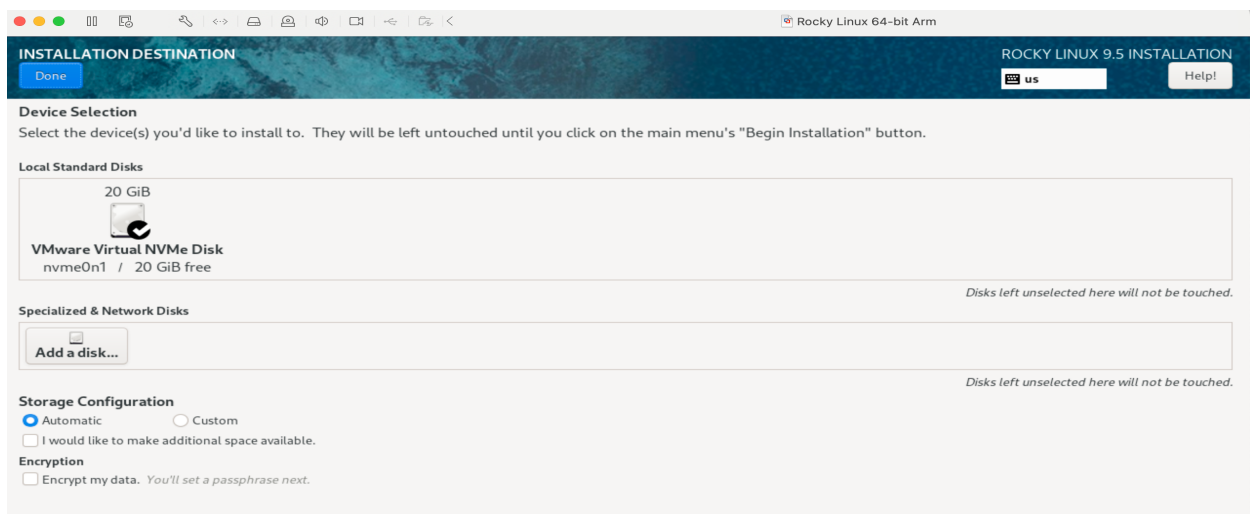 Rocky Linux 64-bit Arm
INSTALLATION DESTINATION
ROCKY LINUX 9.5 INSTALLATION
Done
us
Help!
Device Selection
Select the device(s) you'd like to install to. They will be left untouched until you click on the main menu's "Begin Installation" button.
Local Standard Disks
20 GiB
VMware Virtual NVMe Disk
nvme0n1 / 20 GiB free
Disks left unselected here will not be touched.
Specialized & Network Disks
Add a disk...
Disks left unselected here will not be touched.
Storage Configuration
Automatic Custom
I would like to make additional space available.
Encryption
Encrypt my data. You'll set a passphrase next.